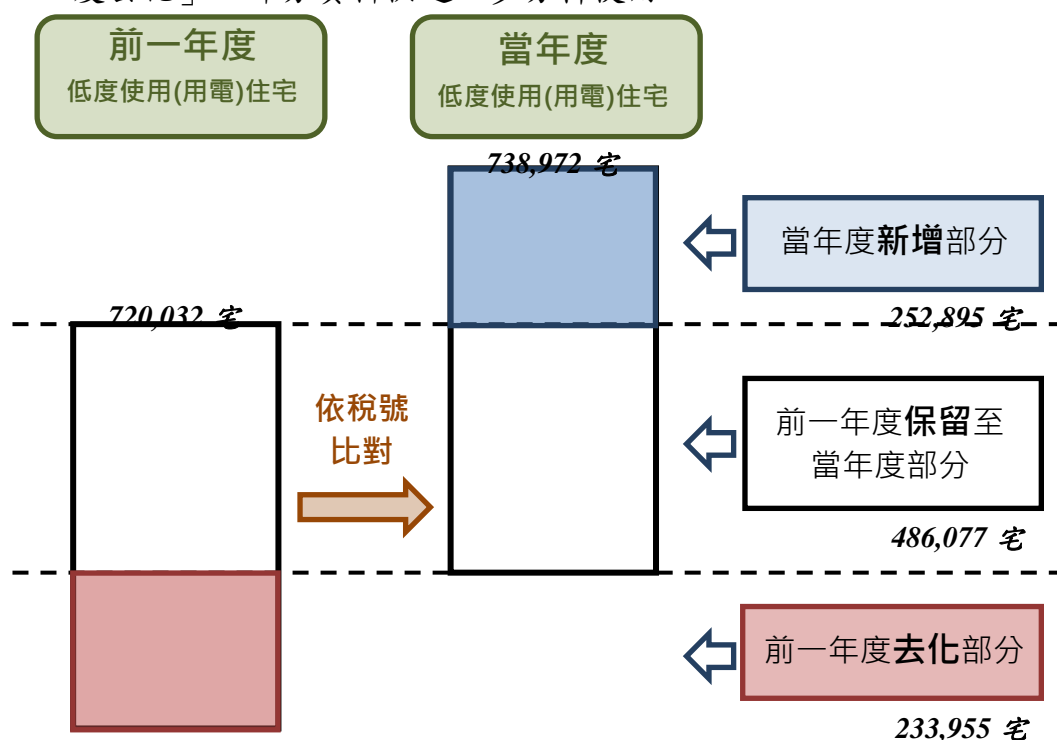 前一年度
低度使用(用電)住宅
當年度
低度使用(用電)住宅
738,972 宅
當年度新增部分
720,032 宅
252,895 宅
依稅號
比對
前一年度保留至
當年度部分
486,077 宅
前一年度去化部分
233,955 宅